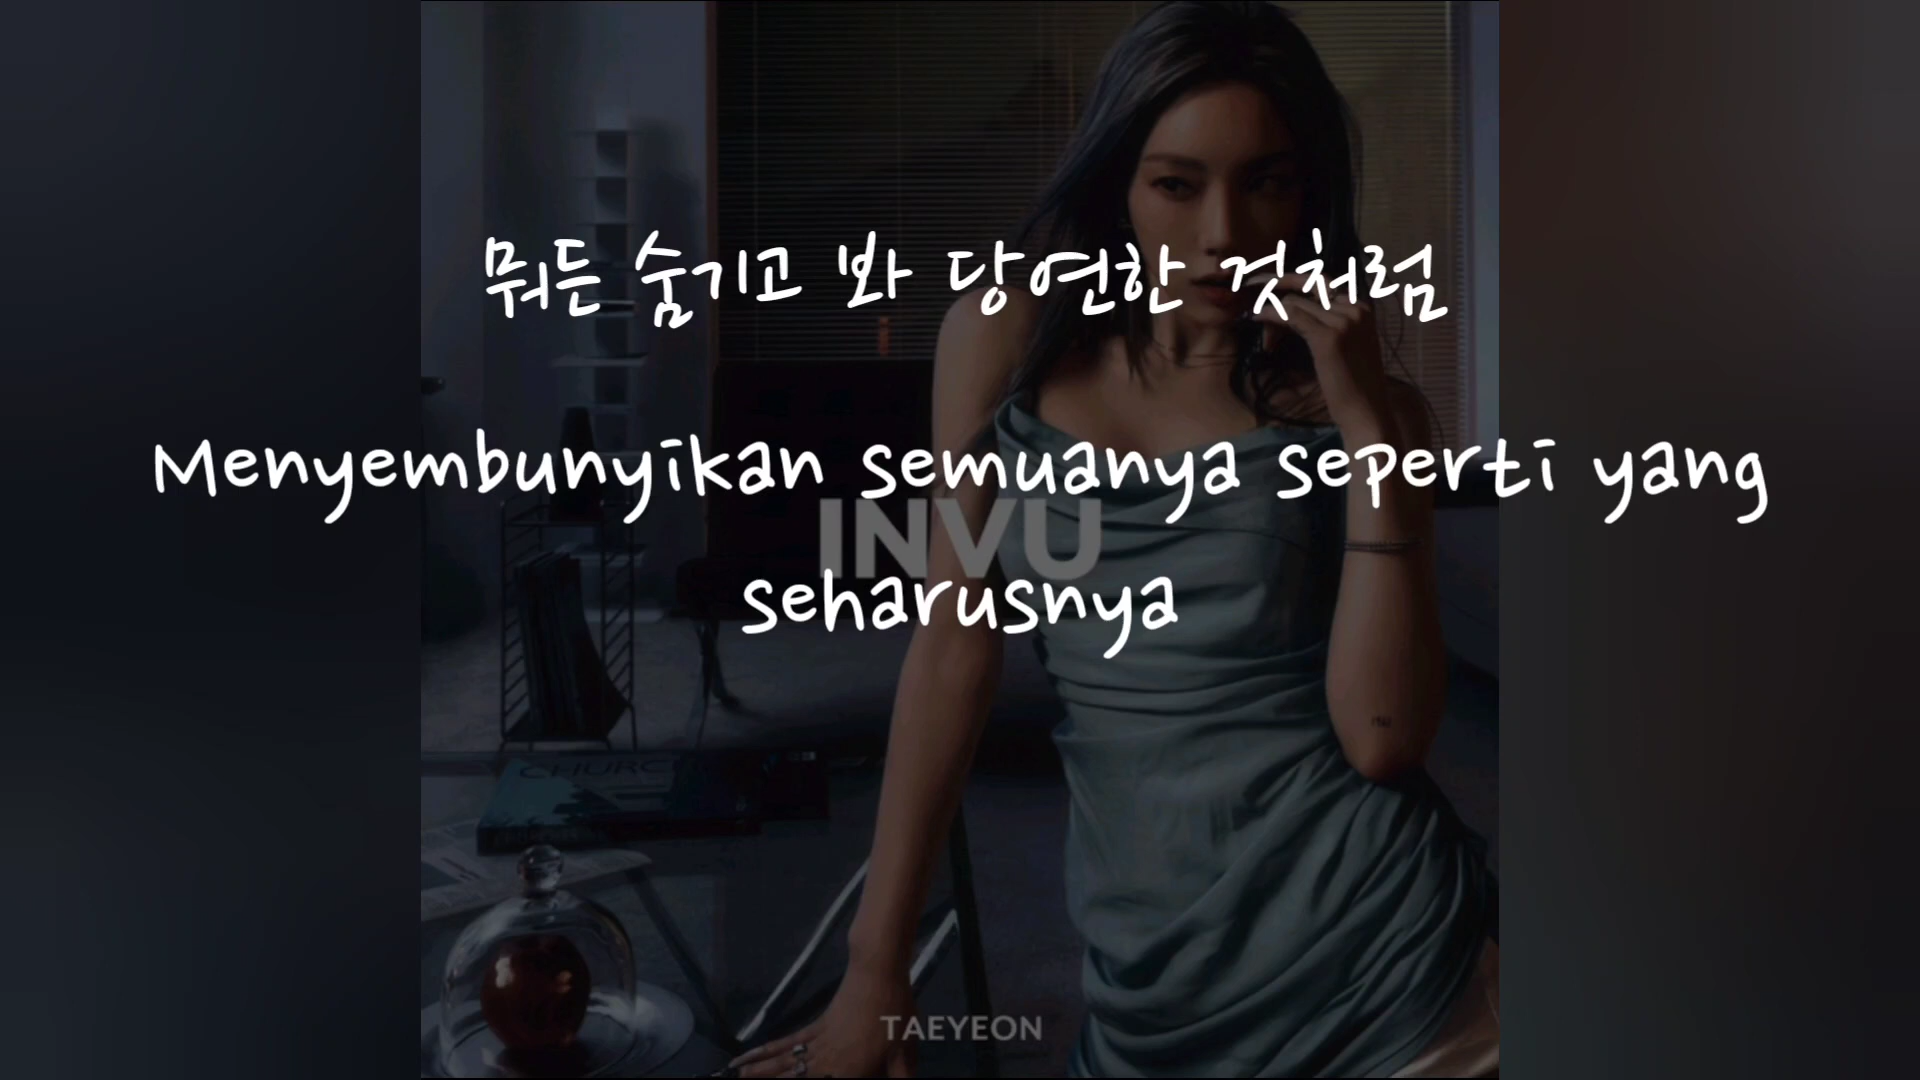 뭐든 숨기고 봐 당연한 것처럼
Menyembunyikan semuanya seperti yang
INVU
seharusnya
CHURCH
TAEYEON